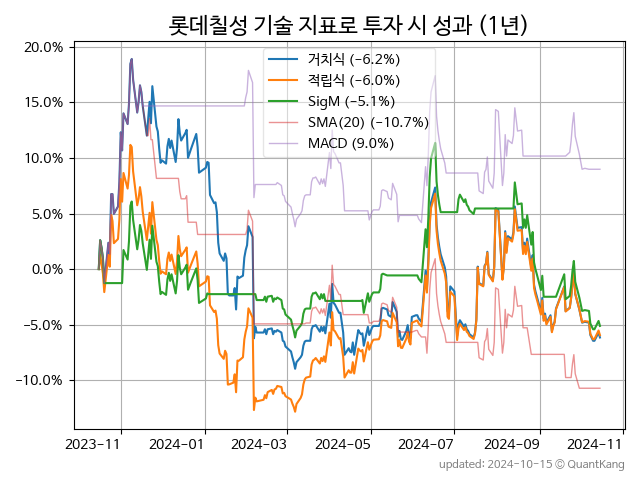 롯데칠성 기술 지표로 투자 시 성과 (1년)
20.0%
15.0%
10.0%
5.0%
0.0%
−5.0%
−10.0%
거치식 (−6.2%)
적립식 (−6.0%)
SigM (−5.1%)
SMA(20) (−10.7%)
MACD (9.0%)
2023-11 2024-01 2024-03 2024-05 2024-07 2024-09 2024-11
updated: 2024-10-15 © QuantKang